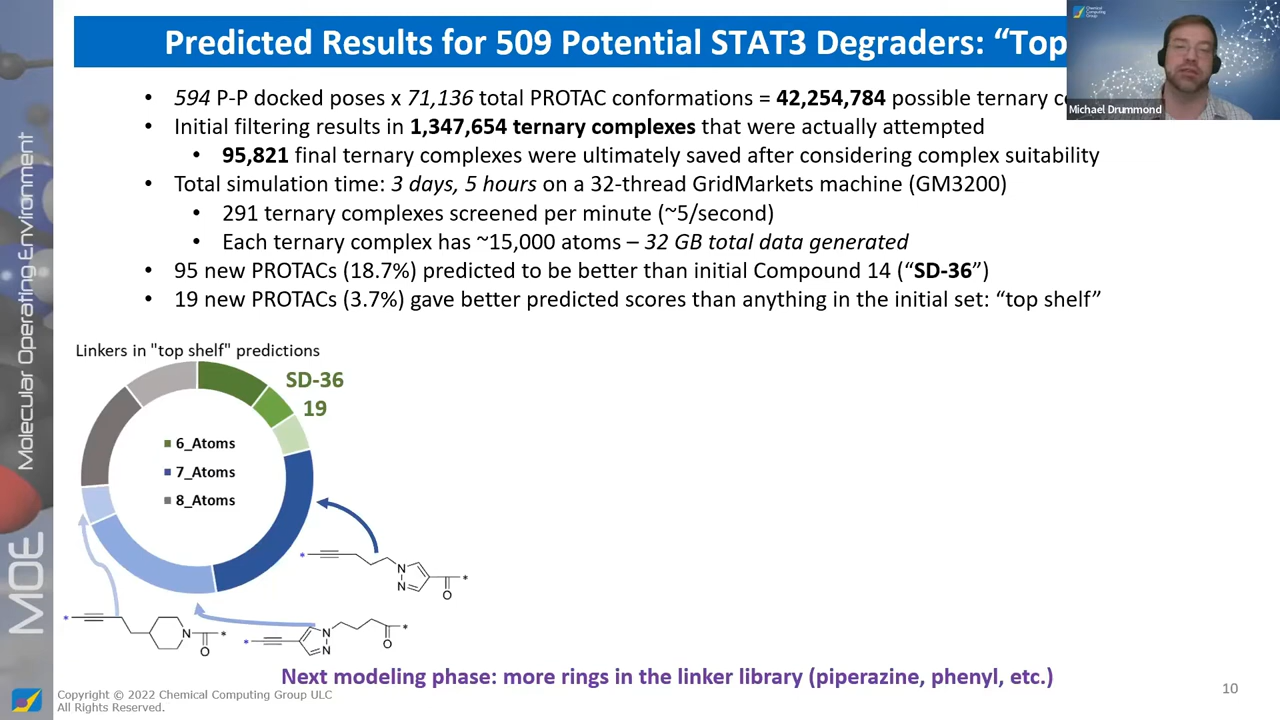 Predicted Results for 509 Potential STAT3 Degraders: “Top
Chemical Computing Group
Michael Drummond
• 594 P-P docked poses x 71,136 total PROTAC conformations = 42,254,784 possible ternary
• Initial filtering results in 1,347,654 ternary complexes that were actually attempted
• 95,821 final ternary complexes were ultimately saved after considering complex suitability
• Total simulation time: 3 days, 5 hours on a 32-thread GridMarkets machine (GM3200)
• 291 ternary complexes screened per minute (~5/second)
• Each ternary complex has ~15,000 atoms – 32 GB total data generated
• 95 new PROTACs (18.7%) predicted to be better than initial Compound 14 (“SD-36”)
• 19 new PROTACs (3.7%) gave better predicted scores than anything in the initial set: “top shelf”
Linkers in "top shelf" predictions
SD-36
19
6_Atoms
7_Atoms
8_Atoms
* N N O *
* N O *
* N N O *
Next modeling phase: more rings in the linker library (piperazine, phenyl, etc.)
Copyright © 2022 Chemical Computing Group ULC
All Rights Reserved.
10
MOE Molecular Operating Environment